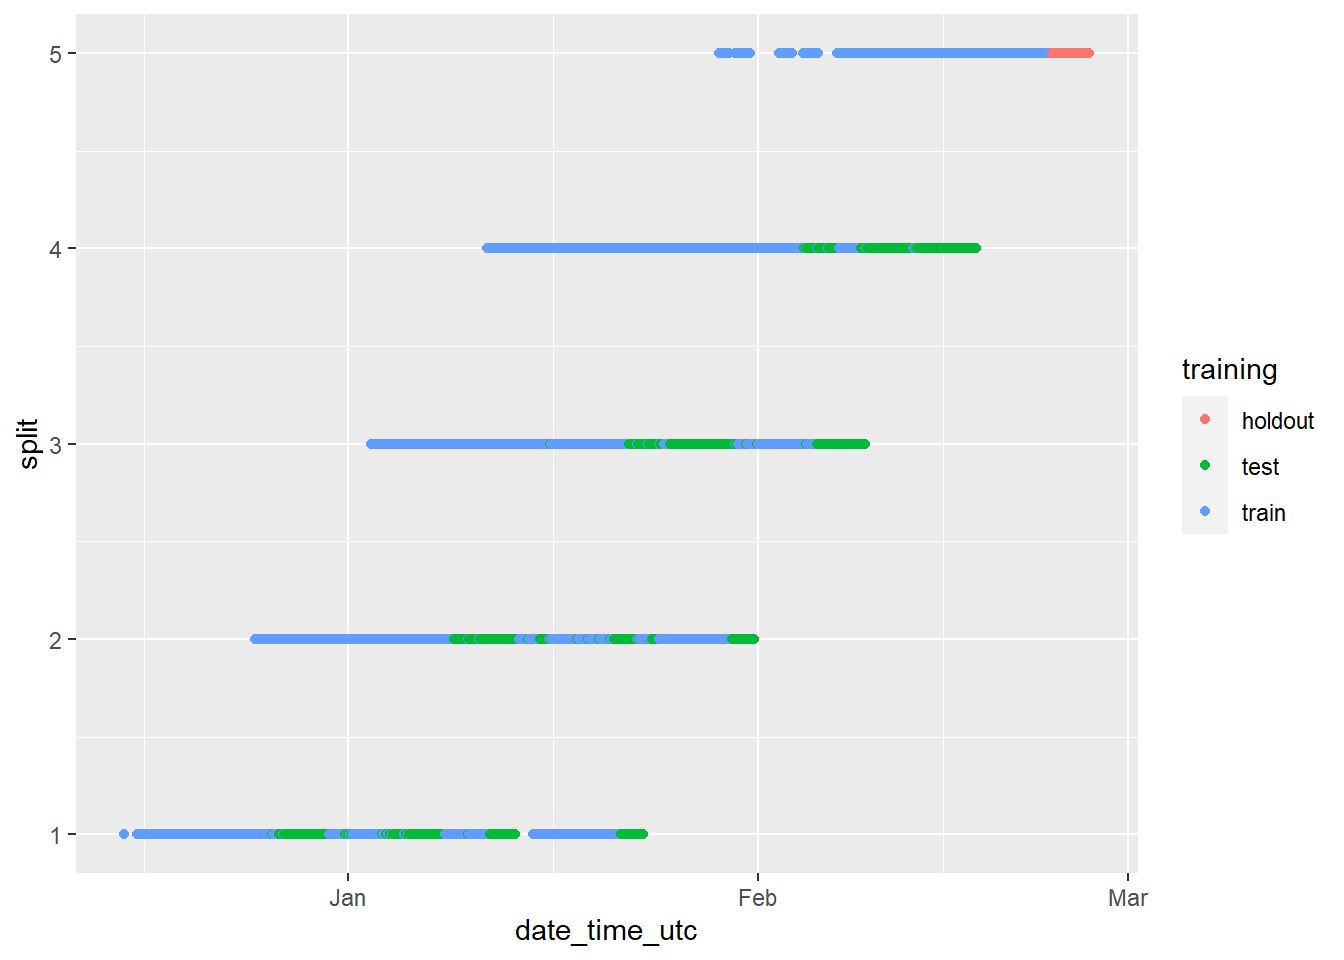 5
4
3
2
1
split
Jan
Feb
Mar
date_time_utc
training
holdout
test
train